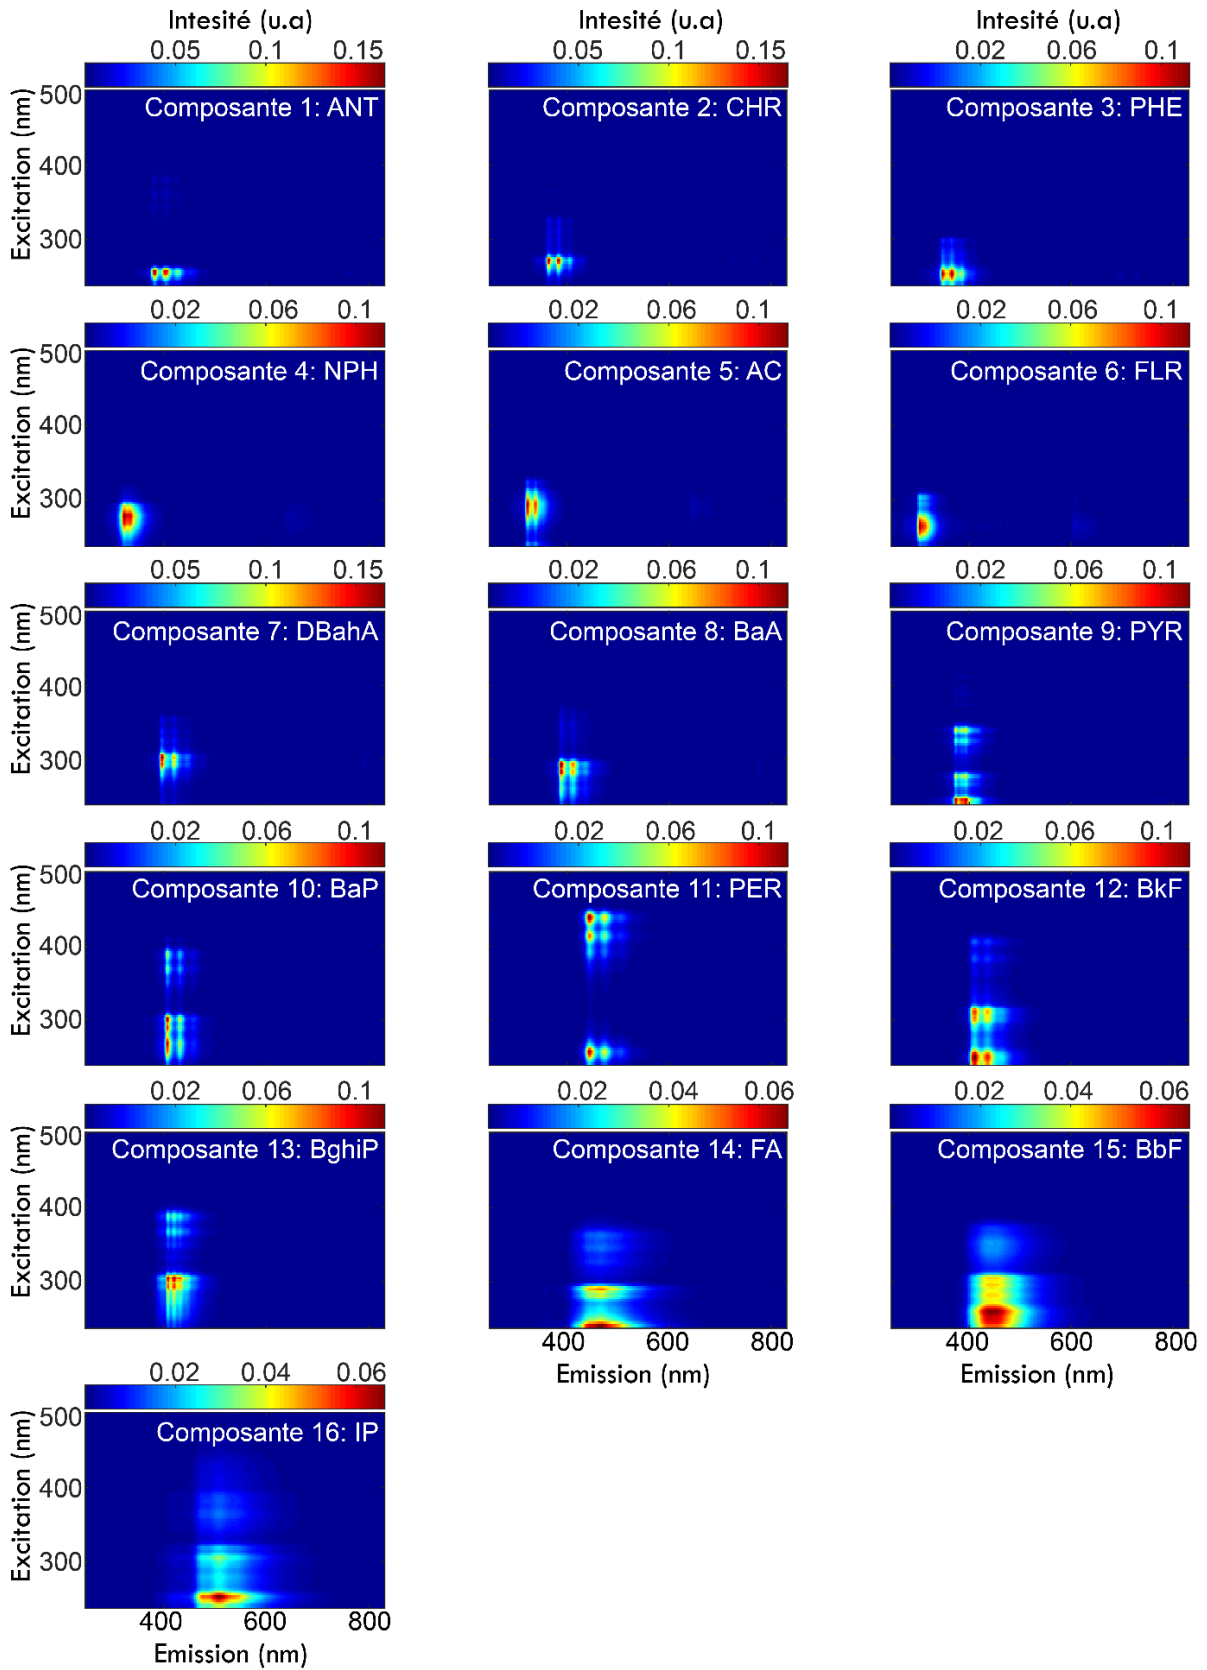 Intesité (u.a) Intesité (u.a) Intesité (u.a)
0.05 0.1 0.15 0.05 0.1 0.15 0.02 0.06 0.1
500 Composante 1: ANT Composante 2: CHR Composante 3: PHE
Excitation (nm)
400
300
0.02 0.06 0.1 0.02 0.06 0.1 0.02 0.06 0.1
500
Composante 4: NPH Composante 5: AC Composante 6: FLR
Excitation (nm)
400
300
0.05 0.1 0.15 0.02 0.06 0.1 0.02 0.06 0.1
500
Composante 7: DBahA Composante 8: BaA Composante 9: PYR
Excitation (nm)
400
300
0.02 0.06 0.1 0.02 0.06 0.1 0.02 0.06 0.1
500
Composante 10: BaP Composante 11: PER Composante 12: BkF
Excitation (nm)
400
300
0.02 0.06 0.1 0.02 0.04 0.06 0.02 0.04 0.06
500
Composante 13: BghiP Composante 14: FA Composante 15: BbF
Excitation (nm)
400
300
400 600 800 400 600 800
Emission (nm) Emission (nm)
0.02 0.04 0.06
500
Composante 16: IP
Excitation (nm)
400
300
400 600 800
Emission (nm)